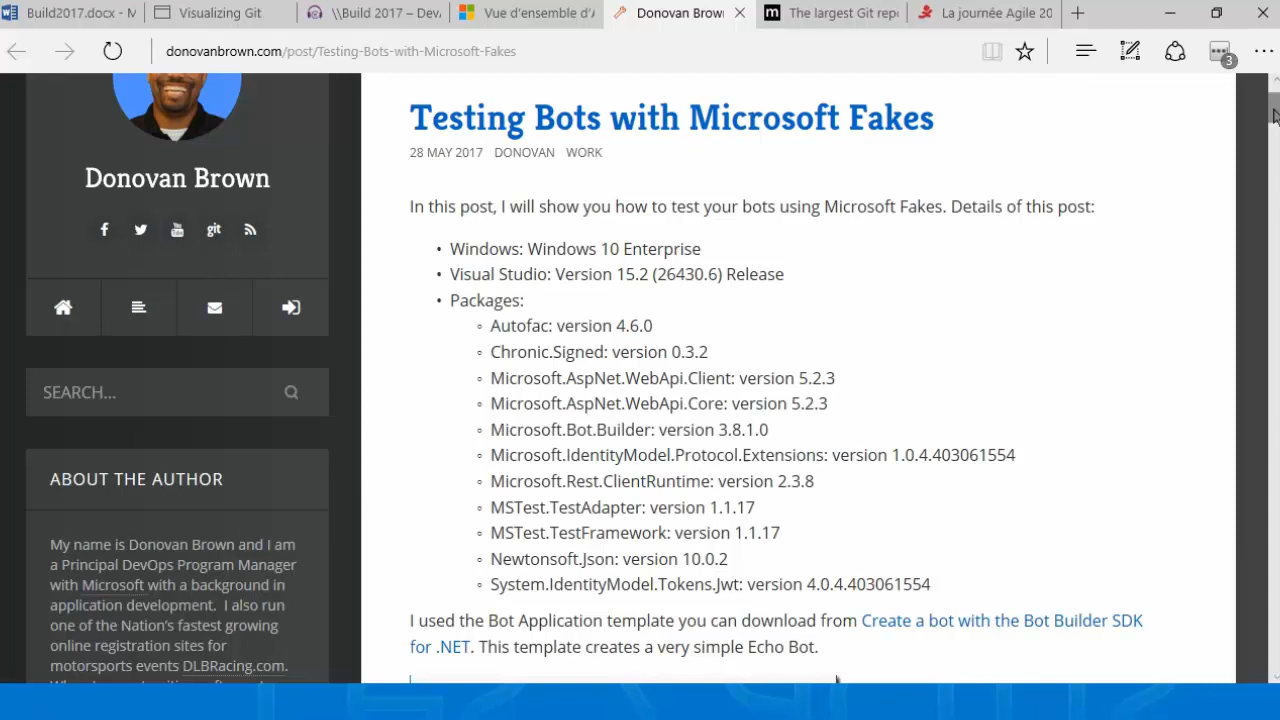 Build2017.docx - M
Visualizing Git
\\Build 2017 – Dev
Vue d'ensemble d'
Donovan Brown
The largest Git rep
La journée Agile 20
donovanbrown.com/post/Testing-Bots-with-Microsoft-Fakes
3
Donovan Brown
git
SEARCH...
ABOUT THE AUTHOR
My name is Donovan Brown and I am
a Principal DevOps Program Manager
with Microsoft with a background in
application development. I also run
one of the Nation's fastest growing
online registration sites for
motorsports events DLBRacing.com.
Testing Bots with Microsoft Fakes
28 MAY 2017 DONOVAN WORK
In this post, I will show you how to test your bots using Microsoft Fakes. Details of this post:
• Windows: Windows 10 Enterprise
• Visual Studio: Version 15.2 (26430.6) Release
• Packages:
◦ Autofac: version 4.6.0
◦ Chronic.Signed: version 0.3.2
◦ Microsoft.AspNet.WebApi.Client: version 5.2.3
◦ Microsoft.AspNet.WebApi.Core: version 5.2.3
◦ Microsoft.Bot.Builder: version 3.8.1.0
◦ Microsoft.IdentityModel.Protocol.Extensions: version 1.0.4.403061554
◦ Microsoft.Rest.ClientRuntime: version 2.3.8
◦ MSTest.TestAdapter: version 1.1.17
◦ MSTest.TestFramework: version 1.1.17
◦ Newtonsoft.Json: version 10.0.2
◦ System.IdentityModel.Tokens.Jwt: version 4.0.4.403061554
I used the Bot Application template you can download from Create a bot with the Bot Builder SDK
for .NET. This template creates a very simple Echo Bot.